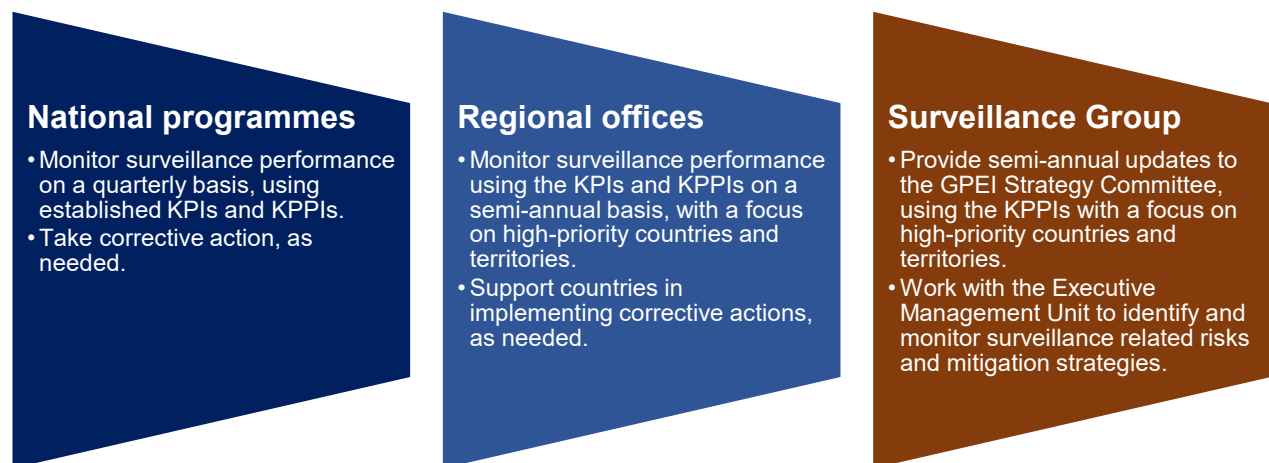 National programmes
• Monitor surveillance performance
on a quarterly basis, using
established KPIs and KPPIs.
• Take corrective action, as
needed.
Regional offices
• Monitor surveillance performance
using the KPIs and KPPIs on a
semi-annual basis, with a focus
on high-priority countries and
territories.
• Support countries in
implementing corrective actions,
as needed.
Surveillance Group
• Provide semi-annual updates to
the GPEI Strategy Committee,
using the KPPIs with a focus on
high-priority countries and
territories.
• Work with the Executive
Management Unit to identify and
monitor surveillance related risks
and mitigation strategies.